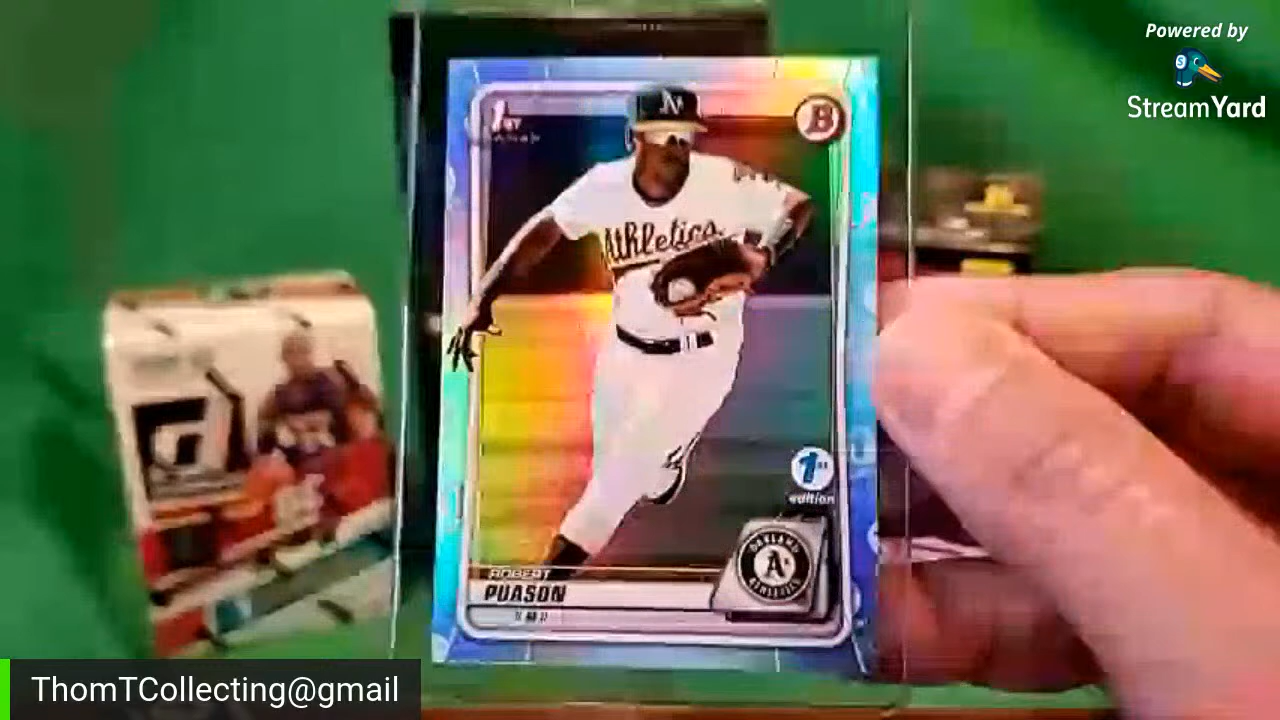 Powered by
StreamYard
1st
B
Athletics
1st
edition
OAKLAND
A's
ATHLETICS
ROBERT
PUASON
ThomTCollecting@gmail